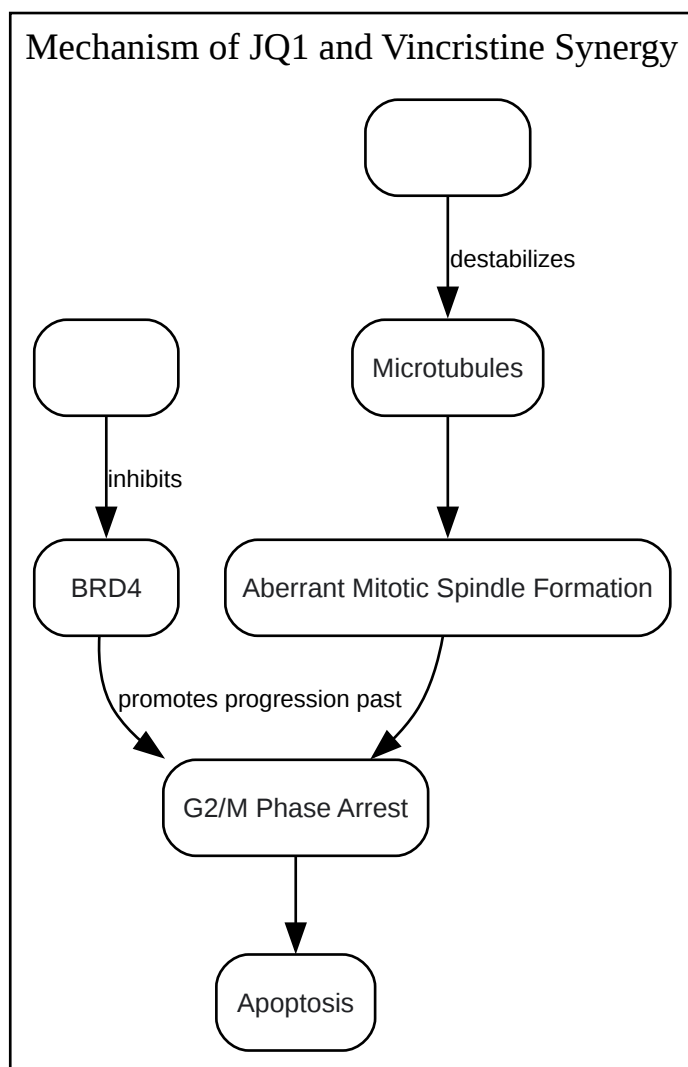 Mechanism of JQ1 and Vincristine Synergy
destabilizes
Microtubules
inhibits
BRD4
Aberrant Mitotic Spindle Formation
promotes progression past
G2/M Phase Arrest
Apoptosis